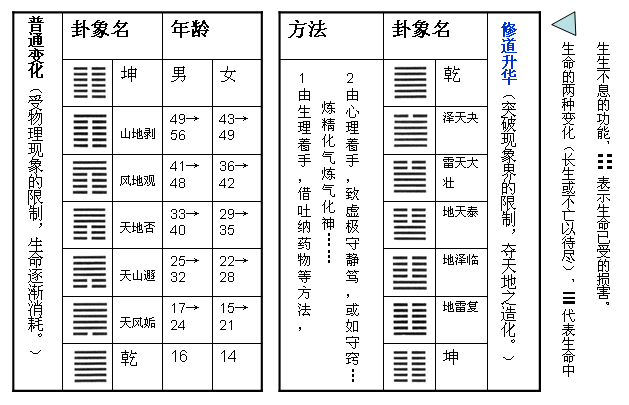 普通变化（受物理现象的限制，生命逐渐消耗。）
卦象名 年龄
坤 男 女
山地剥 49→56 43→49
风地观 41→48 36→42
天地否 33→40 29→35
天山遐 25→32 22→28
天风姤 17→24 15→21
乾 16 14
方法 卦象名
1由生理着手，借吐纳药物等方法，
炼精化气炼气化神……
2由心理着手，致虚极守静笃，或如守窍…
乾
泽天央
雷天大壮
地天泰
地泽临
地雷复
坤
修道升华（突破现象界的限制，夺天地之造化。）
生命的两种变化（长生或不亡以待尽），☰ 代表生命中
生生不息的功能，☷ 表示生命已受的损害。